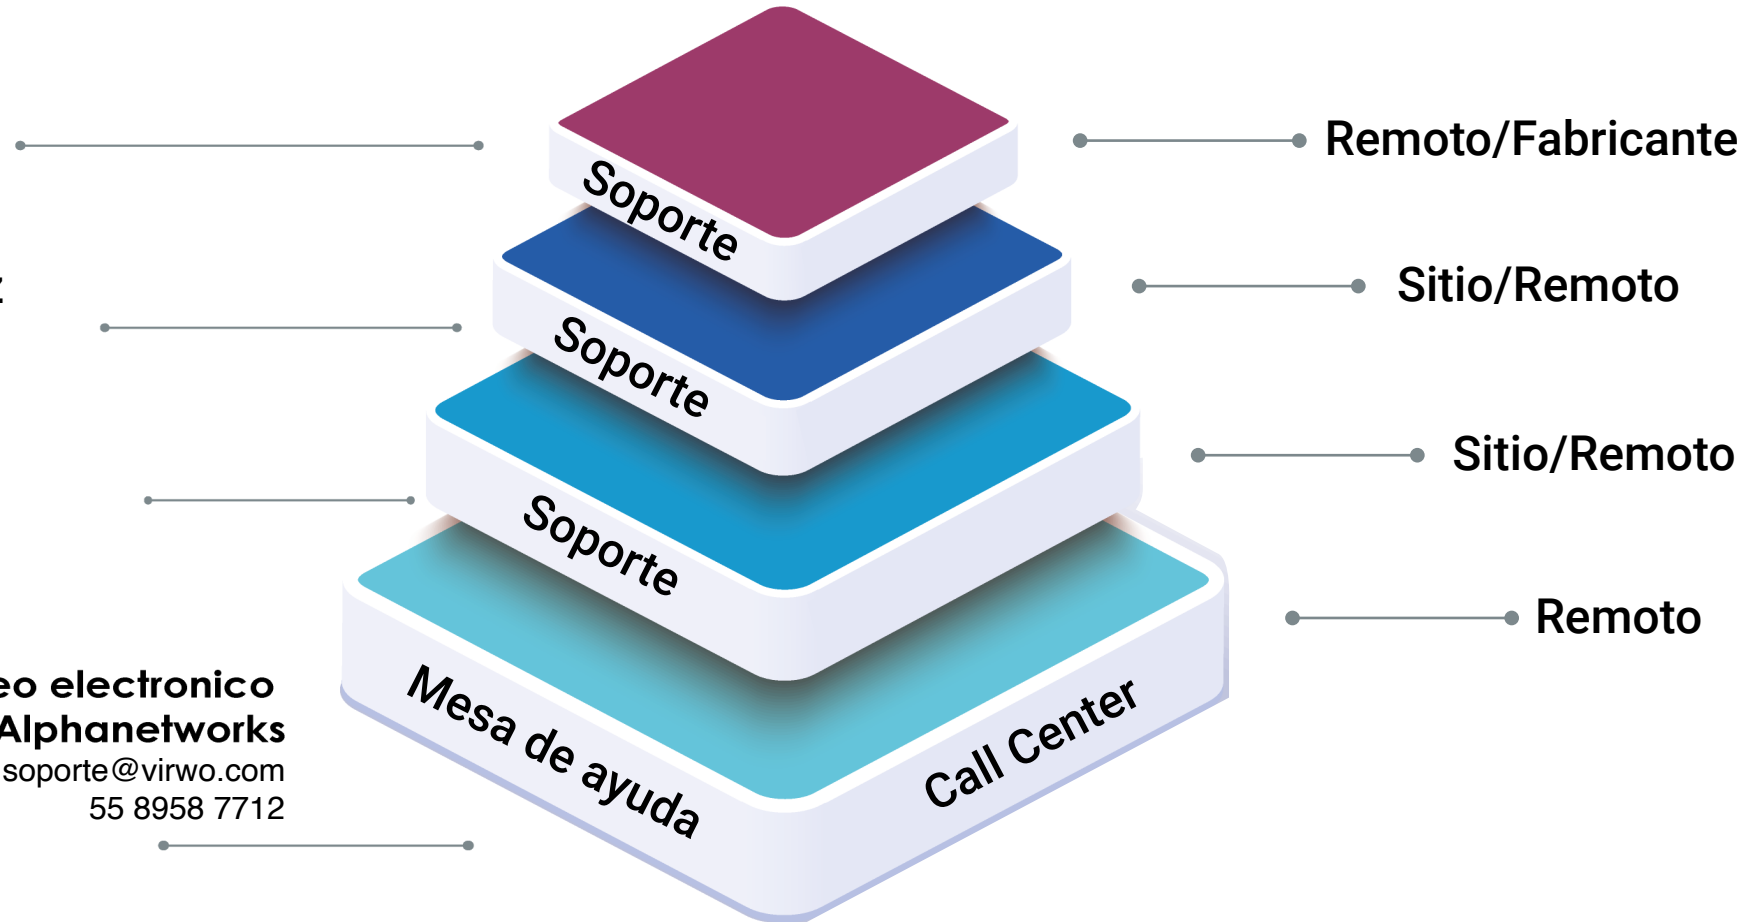 Soporte
Remoto/Fabricante
Soporte
Sitio/Remoto
Soporte
Sitio/Remoto
Remoto
electronico
Alphanetworks
soporte@virwo.com
55 8958 7712
Mesa de ayuda
Call Center